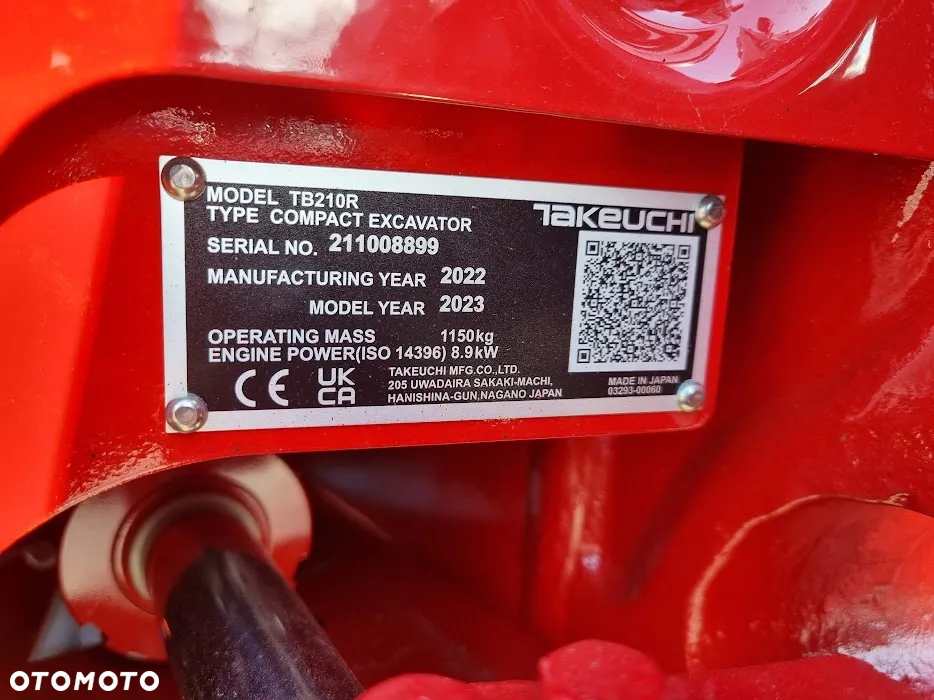 MODEL TB210R
TYPE COMPACT EXCAVATOR
TAKEUCHI
SERIAL NO. 211008899
MANUFACTURING YEAR 2022
MODEL YEAR 2023
OPERATING MASS 1150kg
ENGINE POWER(ISO 14396) 8.9kW
CE
UK
CA
TAKEUCHI MFG.CO.,LTD.
205 UWADAIRA SAKAKI-MACHI,
HANISHINA-GUN,NAGANO JAPAN
MADE IN JAPAN
03293-00060
OTOMOTO